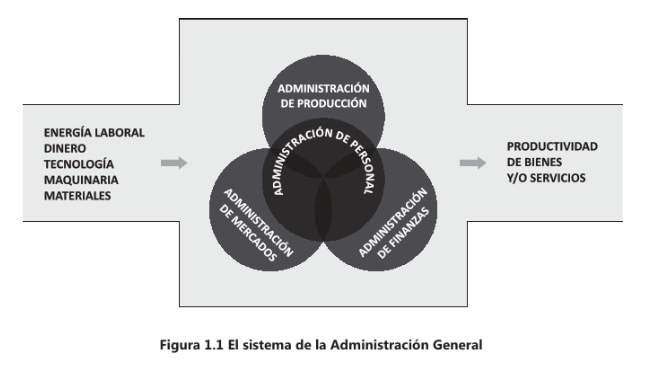 ADMINISTRACIÓN
DE PRODUCCIÓN
ENERGÍA LABORAL
DINERO
TECNOLOGÍA
MAQUINARIA
MATERIALES
ADMINISTRACIÓN DE PERSONAL
ADMINISTRACIÓN
DE MERCADOS
ADMINISTRACIÓN
DE FINANZAS
PRODUCTIVIDAD
DE BIENES
Y/O SERVICIOS
Figura 1.1 El sistema de la Administración General